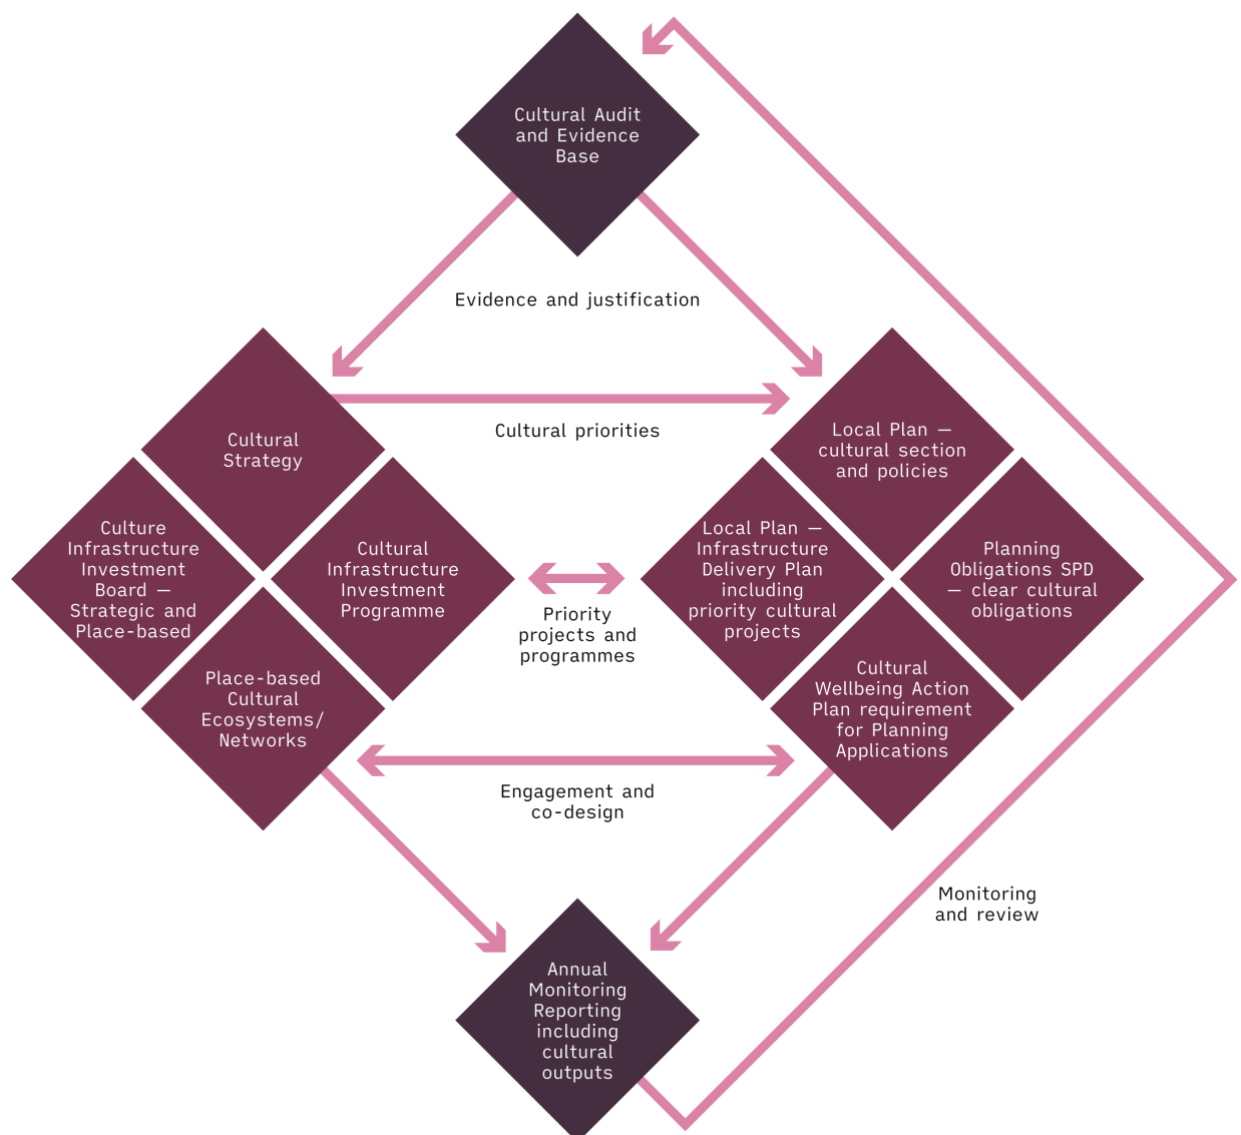 Cultural Audit
and Evidence
Base
Evidence and justification
Cultural priorities
Cultural
Strategy
Culture
Infrastructure
Investment
Board —
Strategic and
Place-based
Cultural
Infrastructure
Investment
Programme
Place-based
Cultural
Ecosystems/
Networks
Priority
projects and
programmes
Local Plan —
cultural section
and policies
Local Plan —
Infrastructure
Delivery Plan
including
priority cultural
projects
Planning
Obligations SPD
— clear cultural
obligations
Cultural
Wellbeing Action
Plan requirement
for Planning
Applications
Engagement and
co-design
Monitoring
and review
Annual
Monitoring
Reporting
including
cultural
outputs